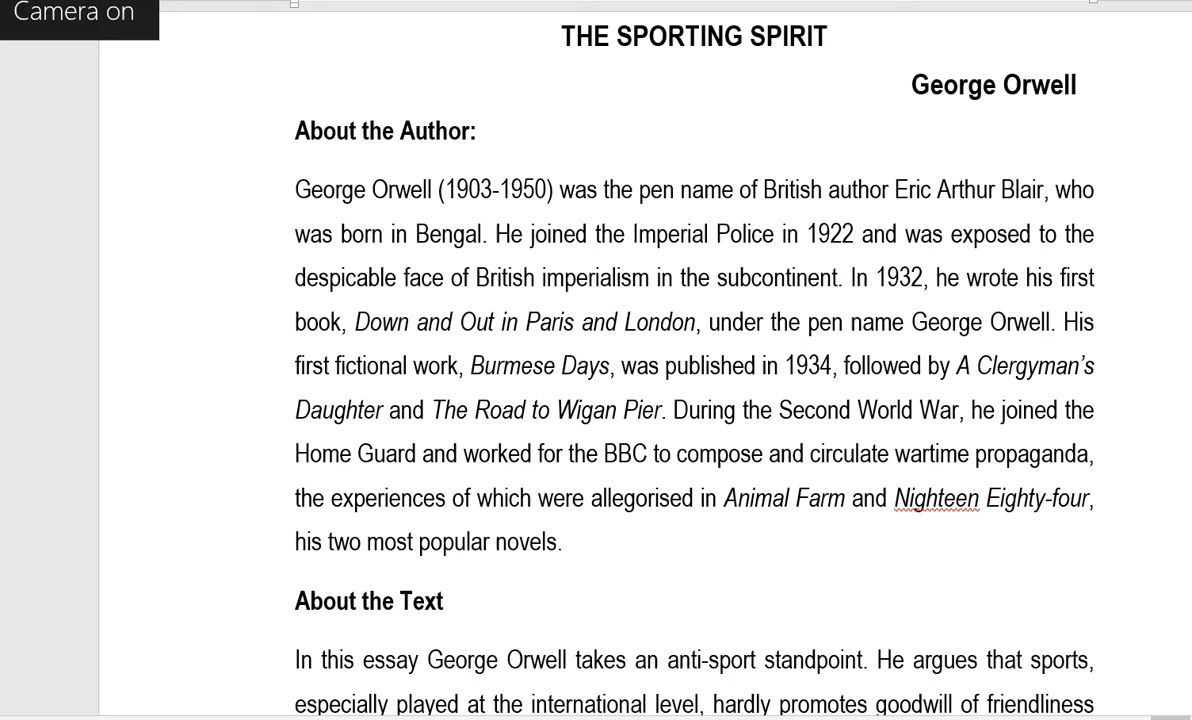 Camera on
THE SPORTING SPIRIT
George Orwell
About the Author:
George Orwell (1903-1950) was the pen name of British author Eric Arthur Blair, who
was born in Bengal. He joined the Imperial Police in 1922 and was exposed to the
despicable face of British imperialism in the subcontinent. In 1932, he wrote his first
book, Down and Out in Paris and London, under the pen name George Orwell. His
first fictional work, Burmese Days, was published in 1934, followed by A Clergyman’s
Daughter and The Road to Wigan Pier. During the Second World War, he joined the
Home Guard and worked for the BBC to compose and circulate wartime propaganda,
the experiences of which were allegorised in Animal Farm and Nighteen Eighty-four,
his two most popular novels.
About the Text
In this essay George Orwell takes an anti-sport standpoint. He argues that sports,
especially played at the international level, hardly promotes goodwill of friendliness